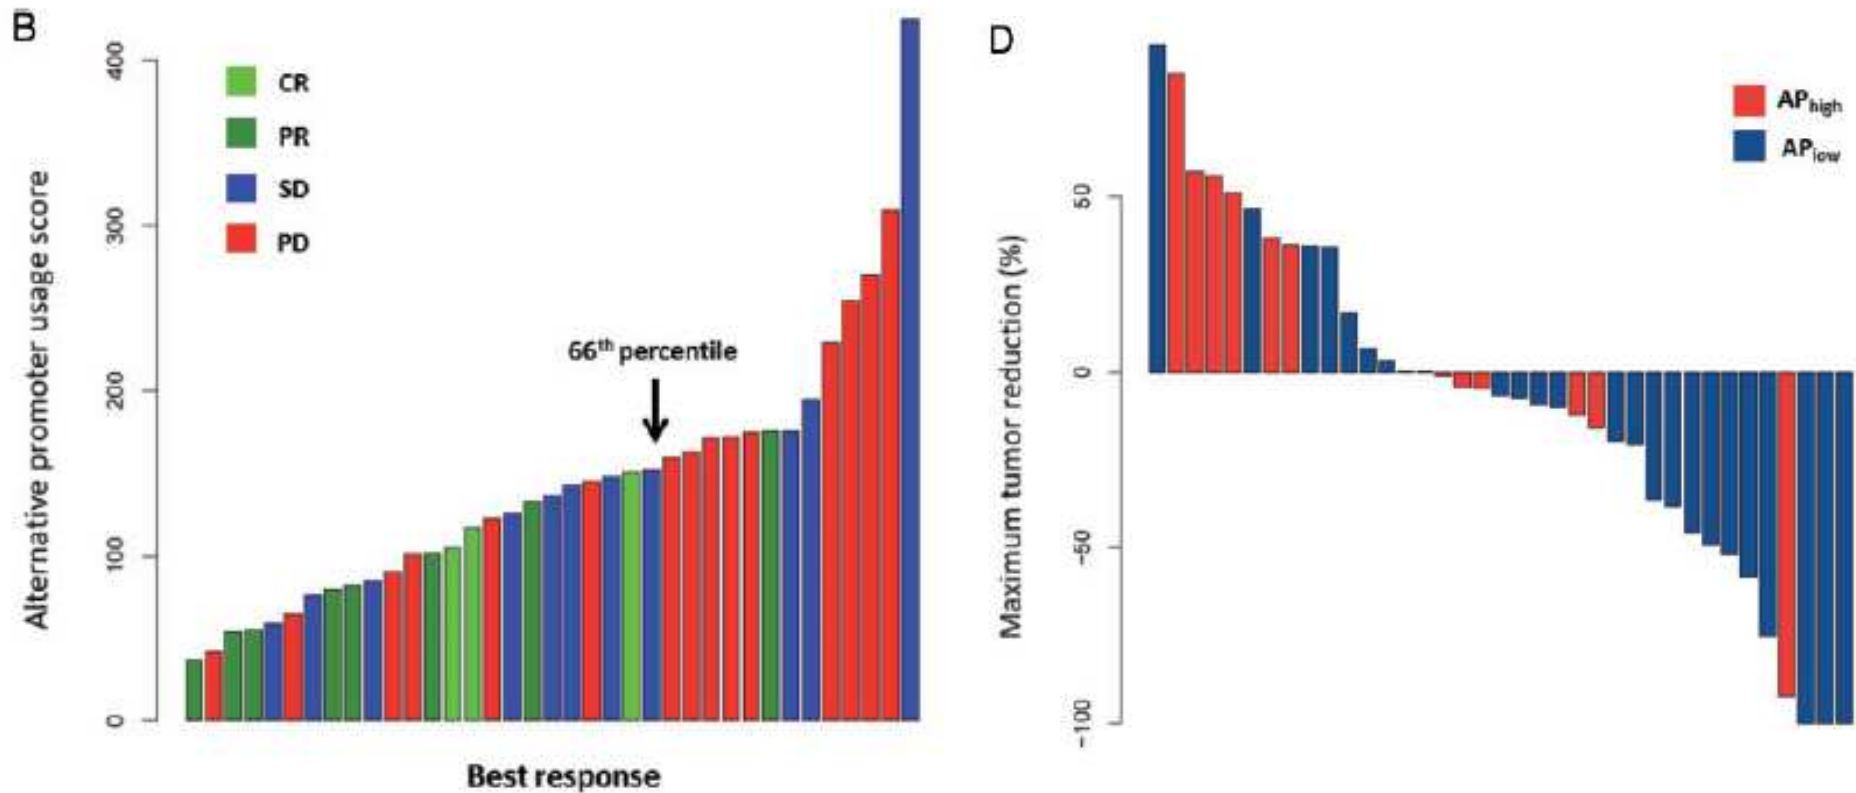 B
Alternative promoter usage score
400
300
200
100
0
CR
PR
SD
PD
66th percentile
Best response
D
Maximum tumor reduction (%)
50
0
−50
−100
APhigh
APlow